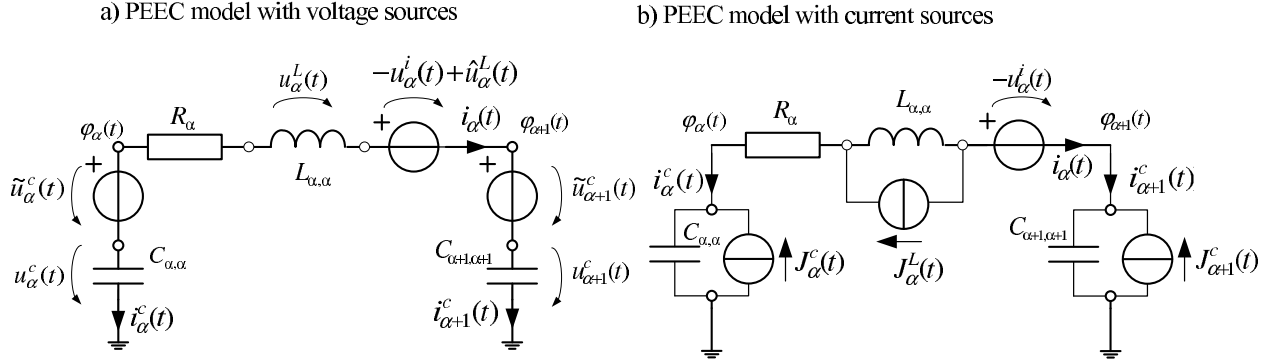 a) PEEC model with voltage sources
b) PEEC model with current sources
u_α^L(t)
−u_α^i(t)+û_α^L(t)
φ_α(t)
R_α
+
i_α(t)
φ_α+1(t)
L_α,α
+
ũ_α^c(t)
+
ũ_α+1^c(t)
u_α^c(t)
C_α,α
C_α+1,α+1
u_α+1^c(t)
i_α^c(t)
i_α+1^c(t)
−u_α^i(t)
L_α,α
φ_α(t)
R_α
+
φ_α+1(t)
i_α(t)
i_α^c(t)
i_α+1^c(t)
C_α,α
J_α^c(t)
J_α^L(t)
C_α+1,α+1
J_α+1^c(t)